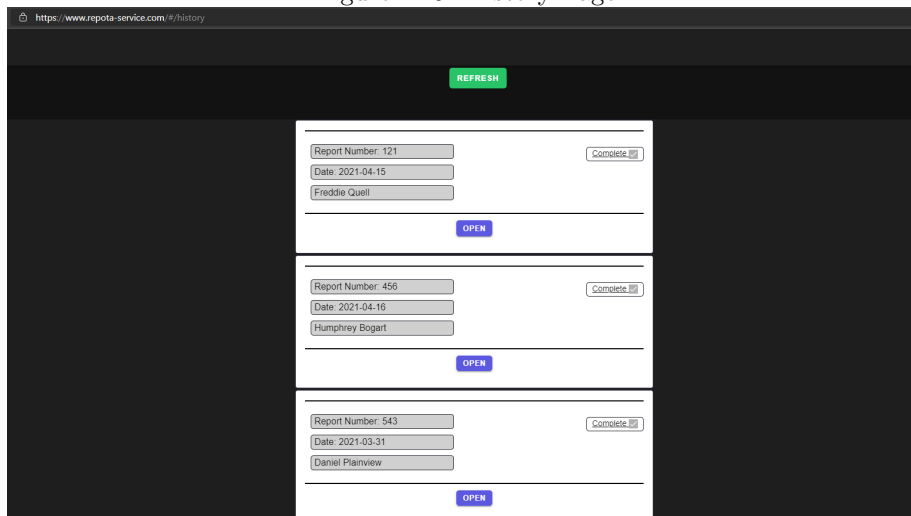 https://www.repota-service.com/#/history
REFRESH
Report Number: 121
Complete
Date: 2021-04-15
Freddie Quell
OPEN
Report Number: 456
Complete
Date: 2021-04-16
Humphrey Bogart
OPEN
Report Number: 543
Complete
Date: 2021-03-31
Daniel Plainview
OPEN